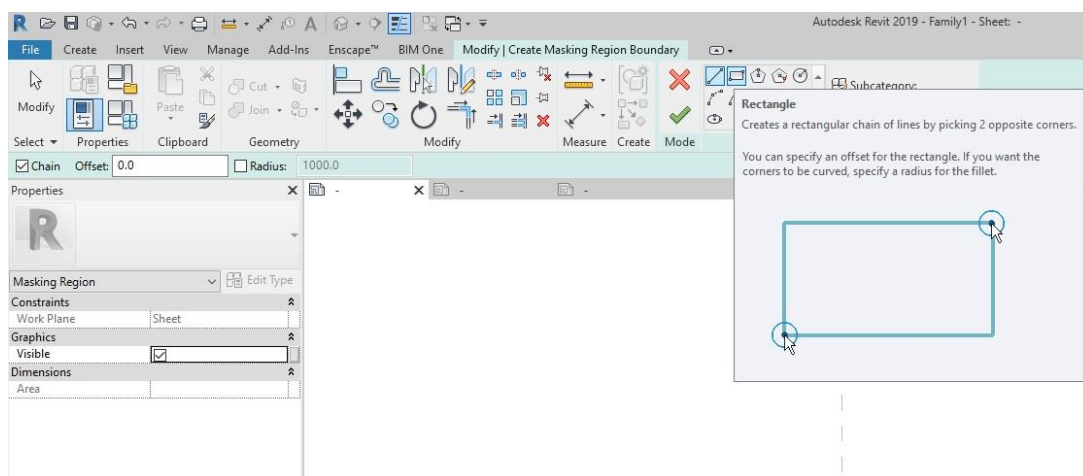 Autodesk Revit 2019 - Family1 - Sheet: -
File Create Insert View Manage Add-Ins Enscape™ BIM One Modify | Create Masking Region Boundary
Cut
Subcategory:
Modify Paste Join
Select Properties Clipboard Geometry Modify Measure Create Mode
Rectangle
Creates a rectangular chain of lines by picking 2 opposite corners.
You can specify an offset for the rectangle. If you want the
corners to be curved, specify a radius for the fillet.
Chain Offset: 0.0 Radius: 1000.0
Properties
Masking Region Edit Type
Constraints
Work Plane Sheet
Graphics
Visible
Dimensions
Area